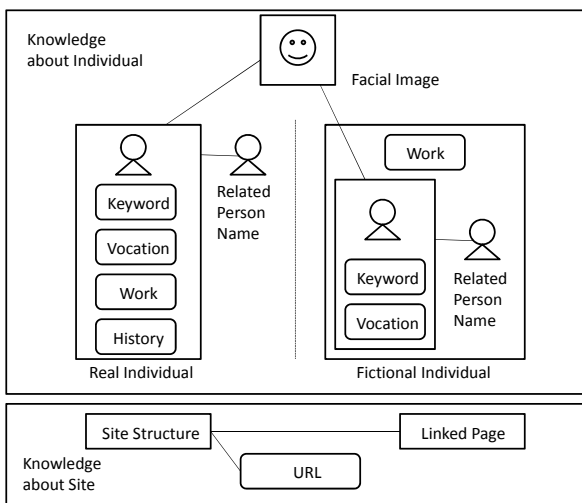 Knowledge
about Individual
Facial Image
Keyword
Vocation
Work
History
Related
Person
Name
Real Individual
Work
Keyword
Vocation
Related
Person
Name
Fictional Individual
Site Structure
Linked Page
URL
Knowledge
about Site